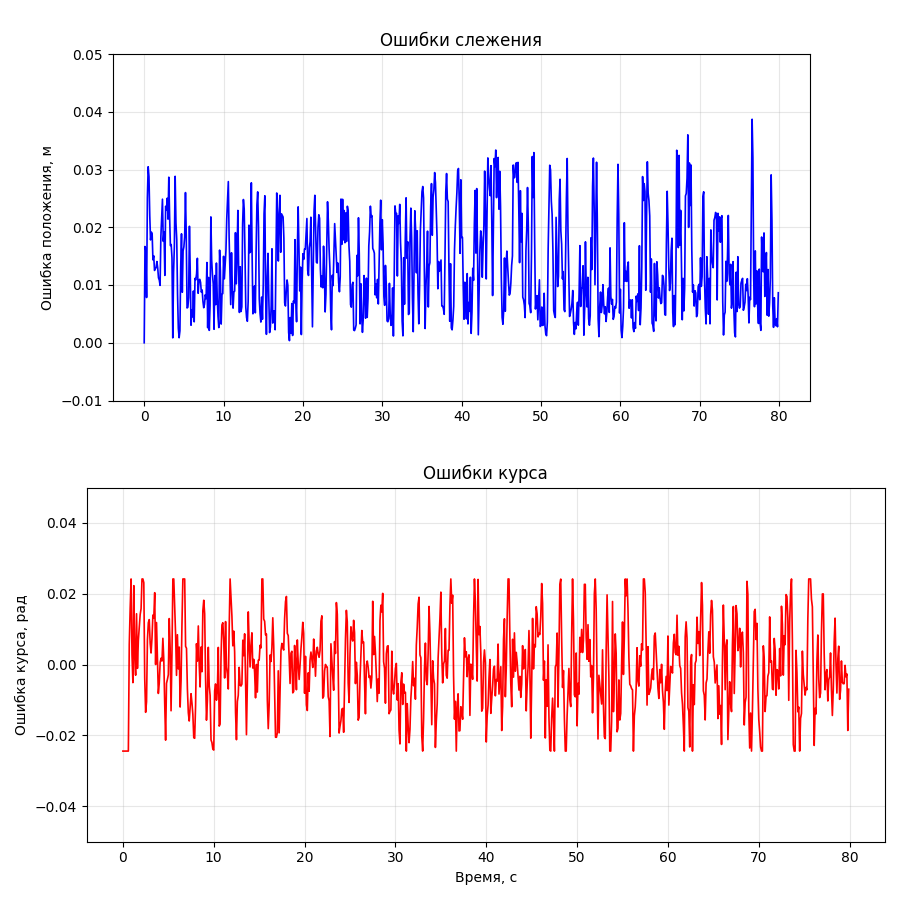 Ошибки слежения
0.05
0.04
0.03
0.02
0.01
0.00
−0.01
Ошибка положения, м
0 10 20 30 40 50 60 70 80
Ошибки курса
0.04
0.02
0.00
−0.02
−0.04
Ошибка курса, рад
0 10 20 30 40 50 60 70 80
Время, с